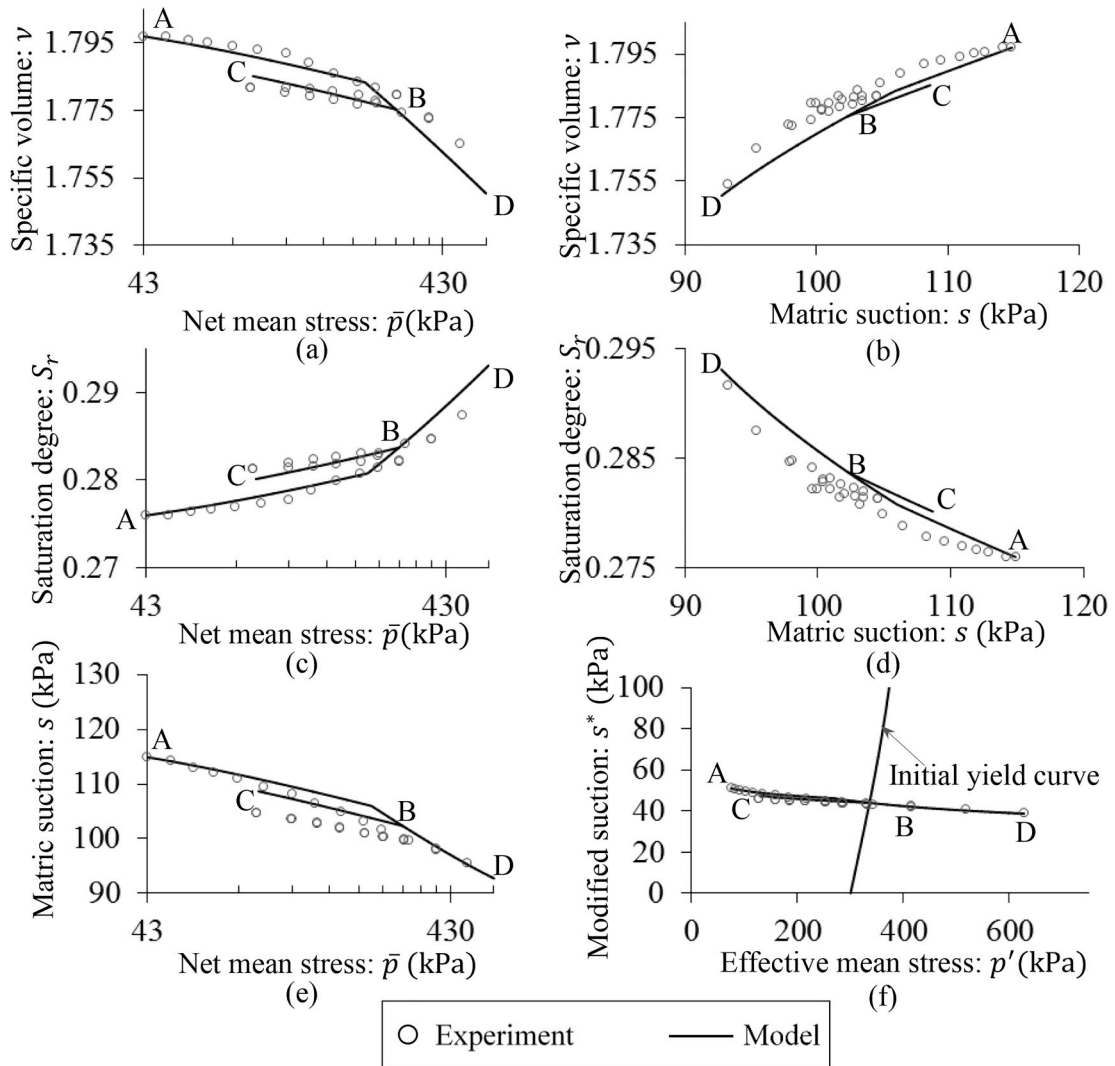 Specific volume: ν
1.795
1.775
1.755
1.735
A
C
B
D
43
430
Net mean stress: p̄(kPa)
(a)
Specific volume: ν
1.795
1.775
1.755
1.735
A
C
B
D
90
100
110
120
Matric suction: s (kPa)
(b)
Saturation degree: Sᵣ
0.29
0.28
0.27
D
B
C
A
43
430
Net mean stress: p̄(kPa)
(c)
Saturation degree: Sᵣ
0.295
0.285
0.275
D
B
C
A
90
100
110
120
Matric suction: s (kPa)
(d)
Matric suction: s (kPa)
130
120
110
100
90
A
C
B
D
43
430
Net mean stress: p̄ (kPa)
(e)
Modified suction: s* (kPa)
100
80
60
40
20
0
Initial yield curve
A
C
B
D
0
200
400
600
Effective mean stress: p′(kPa)
(f)
Experiment
Model